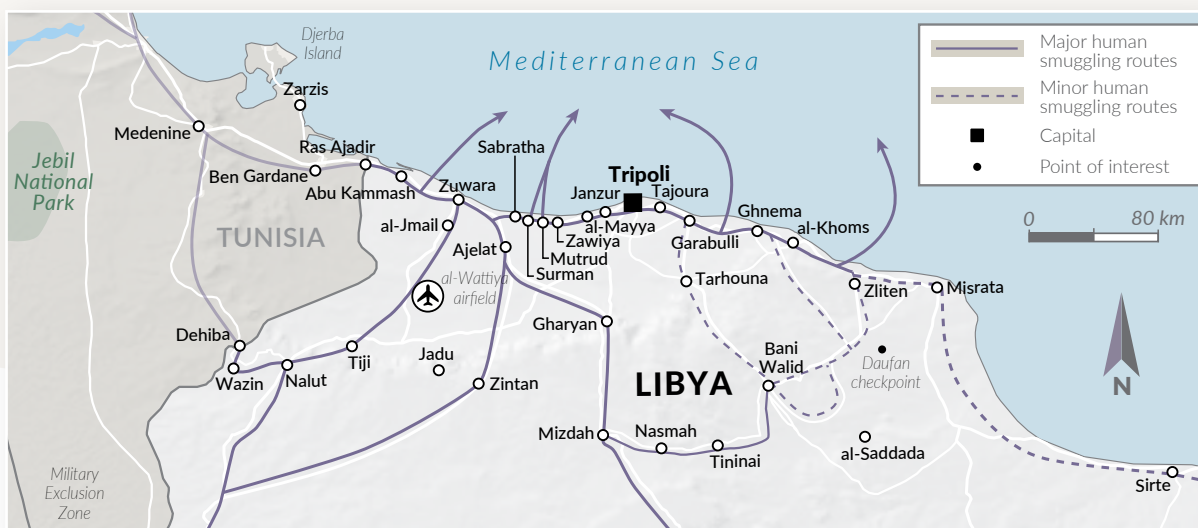 Djerba
Island
Mediterranean Sea
Major human
smuggling routes
Minor human
smuggling routes
Capital
Point of interest
0
80 km
Zarzis
Medenine
Ras Ajadir
Ben Gardane
Abu Kammash
Zuwara
Sabratha
Tripoli
Janzur
Tajoura
Jebil
National
Park
TUNISIA
al-Jmail
Ajelat
al-Mayya
Zawiya
Mutrud
Surman
Garabulli
Ghnema
al-Khoms
al-Wattiya
airfield
Tarhouna
Zliten
Misrata
Gharyan
Dehiba
Wazin
Nalut
Tiji
Jadu
Zintan
LIBYA
Bani
Walid
Daufan
checkpoint
N
Mizdah
Nasmah
Tininai
al-Saddada
Sirte
Military
Exclusion
Zone